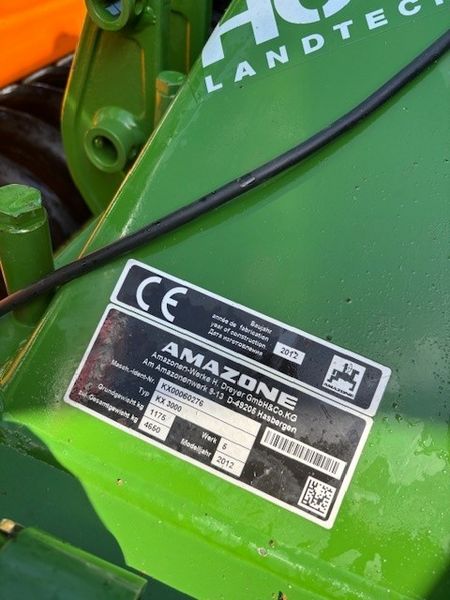 LANDTEC
CE
Baujahr
année de fabrication
year of construction
Дата изготовления
2012
AMAZONE
Amazonen-Werke H. Dreyer GmbH&Co.KG
Am Amazonenwerk 9-13 D-49205 Hasbergen
Masch.-Ident-Nr. KX00060276
Typ KX 3000
Grundgewicht kg 1175 Werk 5
zul. Gesamtgewicht kg 4650 Modelljahr 2012